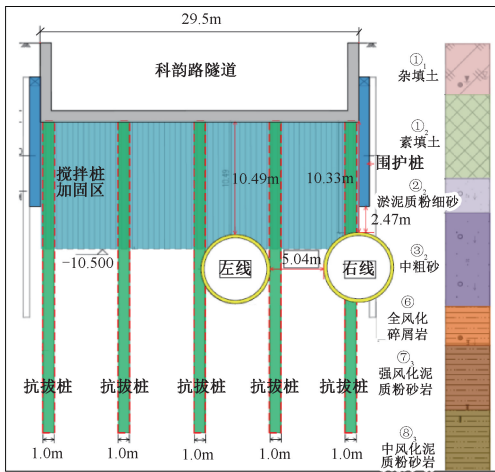 29.5m
科韵路隧道
搅拌桩
加固区
10.49m
10.33m
围护桩
2.47m
-10.500
左线
5.04m
右线
抗拔桩
抗拔桩
抗拔桩
抗拔桩
抗拔桩
1.0m
1.0m
1.0m
1.0m
1.0m
①₁
杂填土
①₂
素填土
②₂
淤泥质粉细砂
③₂
中粗砂
⑥
全风化
碎屑岩
⑦₃
强风化泥
质粉砂岩
⑧₃
中风化泥
质粉砂岩